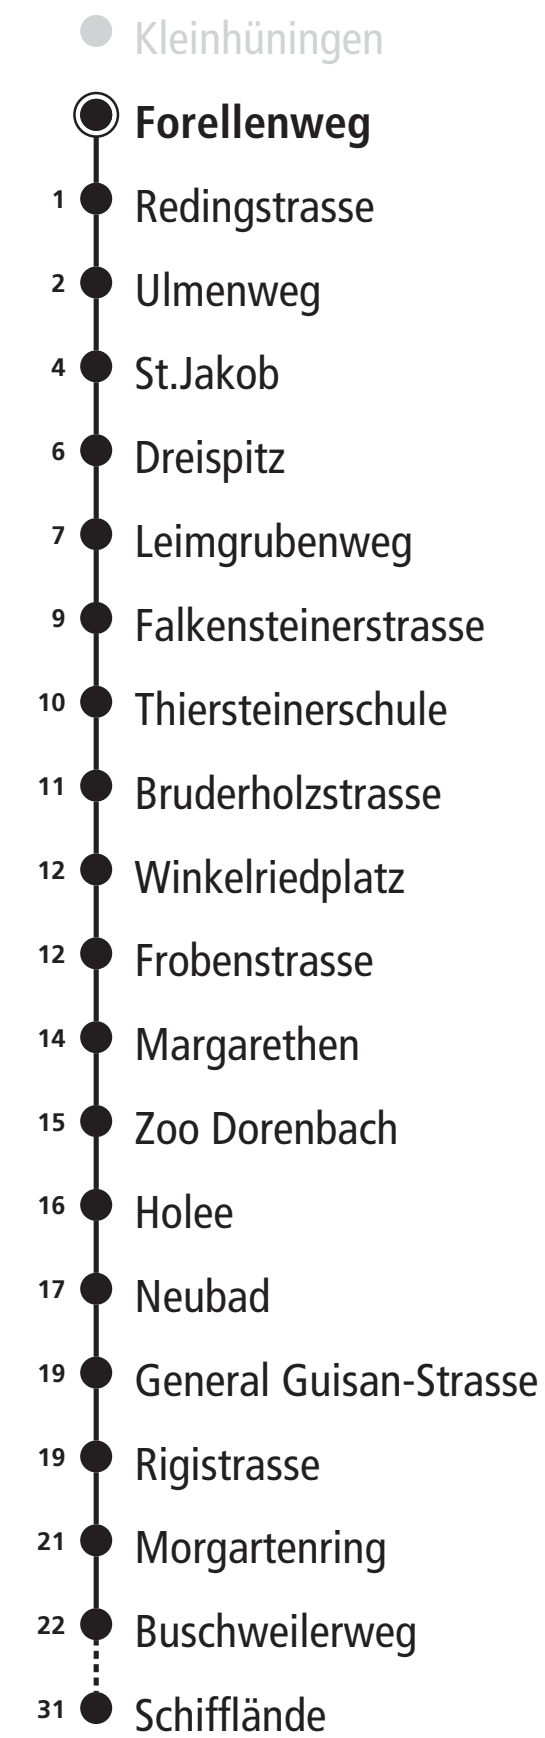 Kleinhüningen
Forellenweg
1 Redingstrasse
2 Ulmenweg
4 St.Jakob
6 Dreispitz
7 Leimgrubenweg
9 Falkensteinerstrasse
10 Thiersteinerschule
11 Bruderholzstrasse
12 Winkelriedplatz
12 Frobenstrasse
14 Margarethen
15 Zoo Dorenbach
16 Holee
17 Neubad
19 General Guisan-Strasse
19 Rigistrasse
21 Morgartenring
22 Buschweilerweg
31 Schifflände